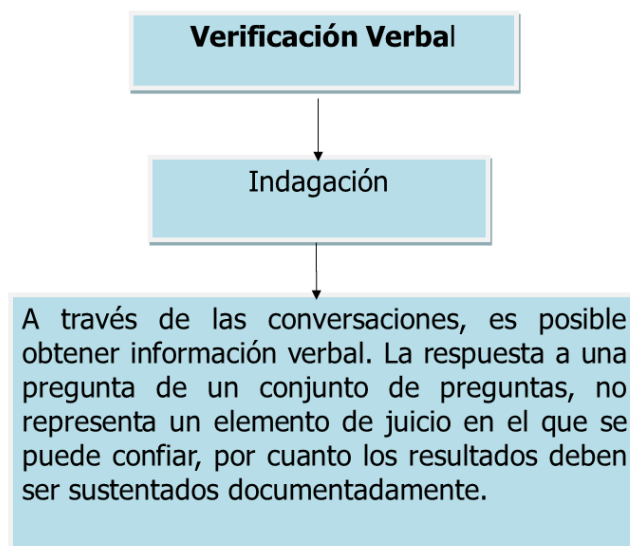 Verificación Verbal
Indagación
A través de las conversaciones, es posible
obtener información verbal. La respuesta a una
pregunta de un conjunto de preguntas, no
representa un elemento de juicio en el que se
puede confiar, por cuanto los resultados deben
ser sustentados documentadamente.